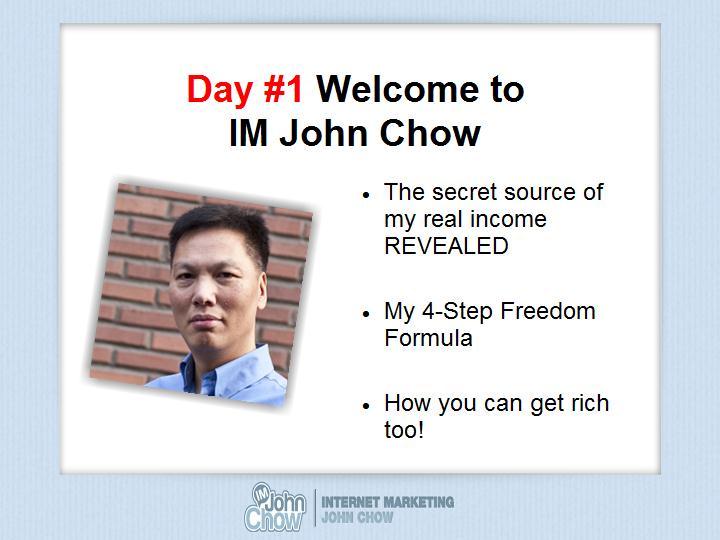 Day #1 Welcome to
IM John Chow
• The secret source of
my real income
REVEALED
• My 4-Step Freedom
Formula
• How you can get rich
too!
IM
John
Chow
INTERNET MARKETING
JOHN CHOW